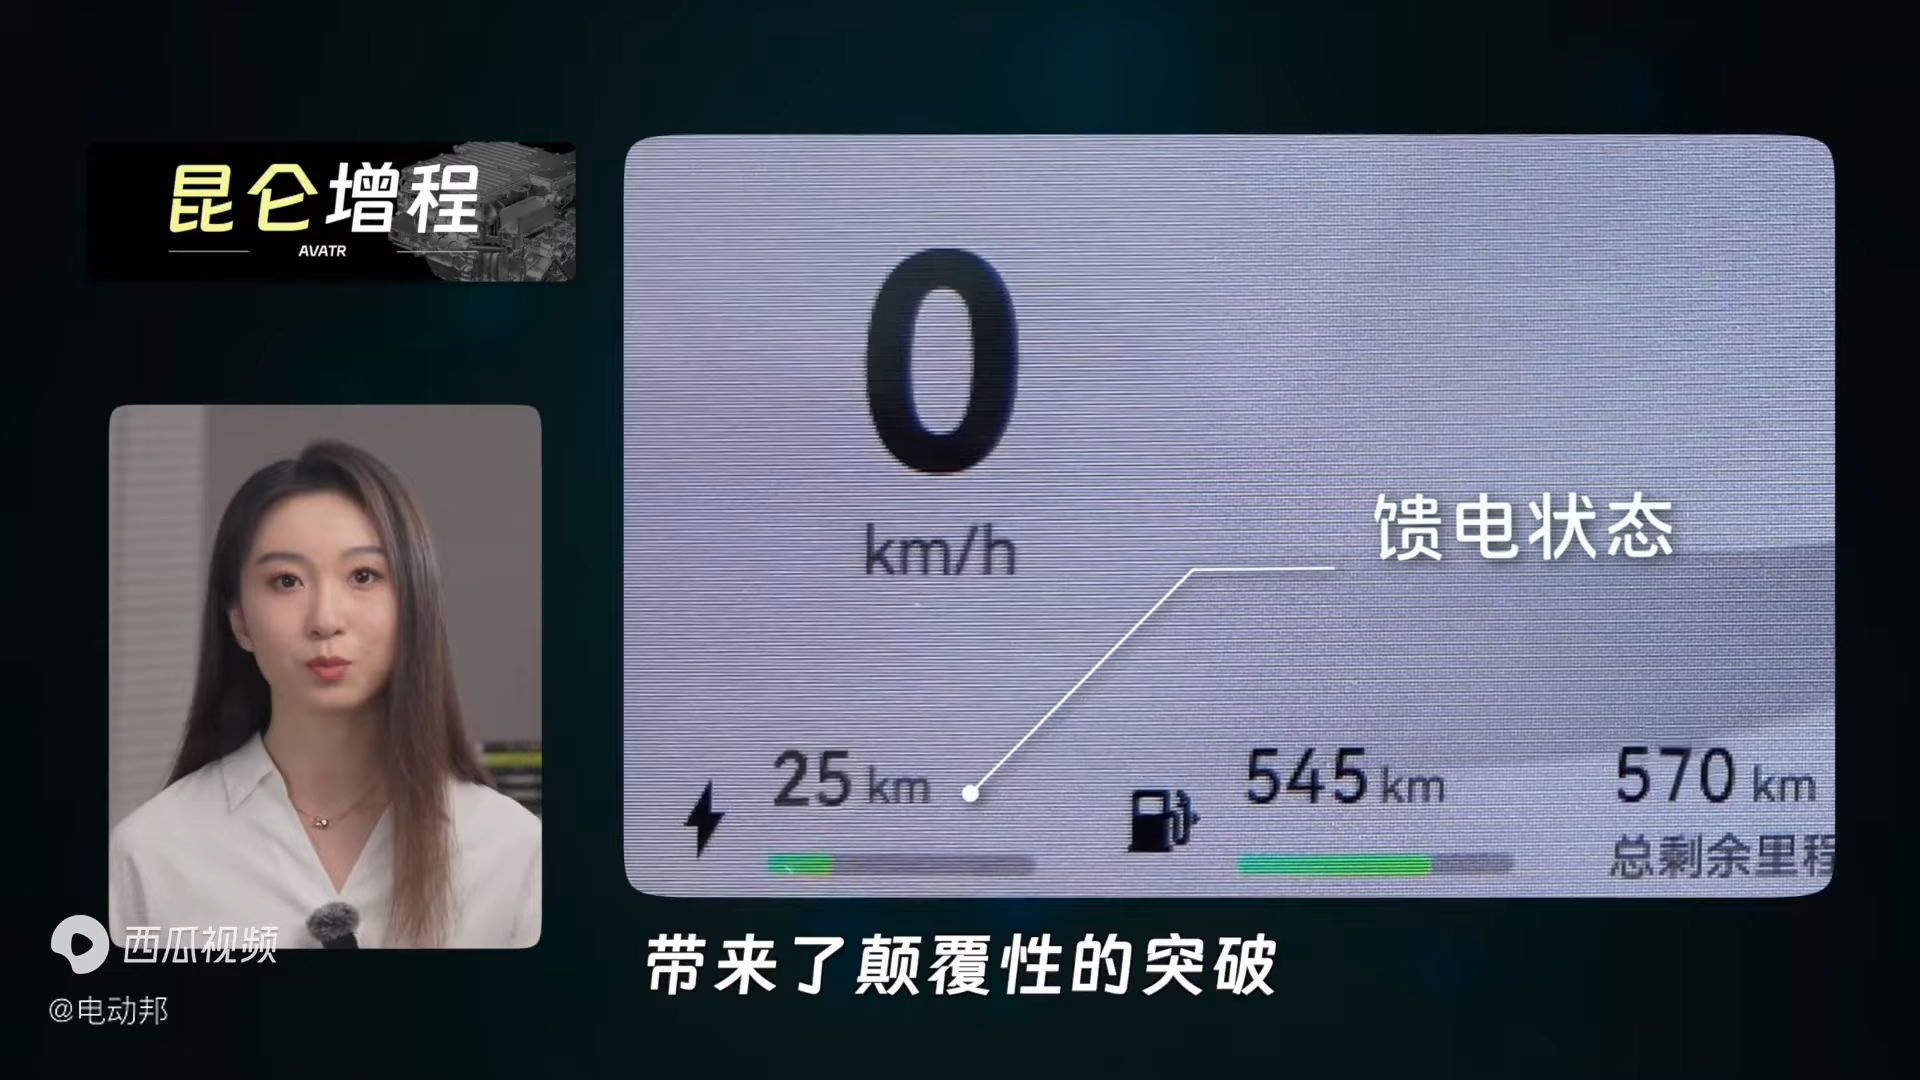 昆仑增程
AVATR
0
km/h
馈电状态
25 km
545 km
570 km
总剩余里程
带来了颠覆性的突破
西瓜视频
@电动邦